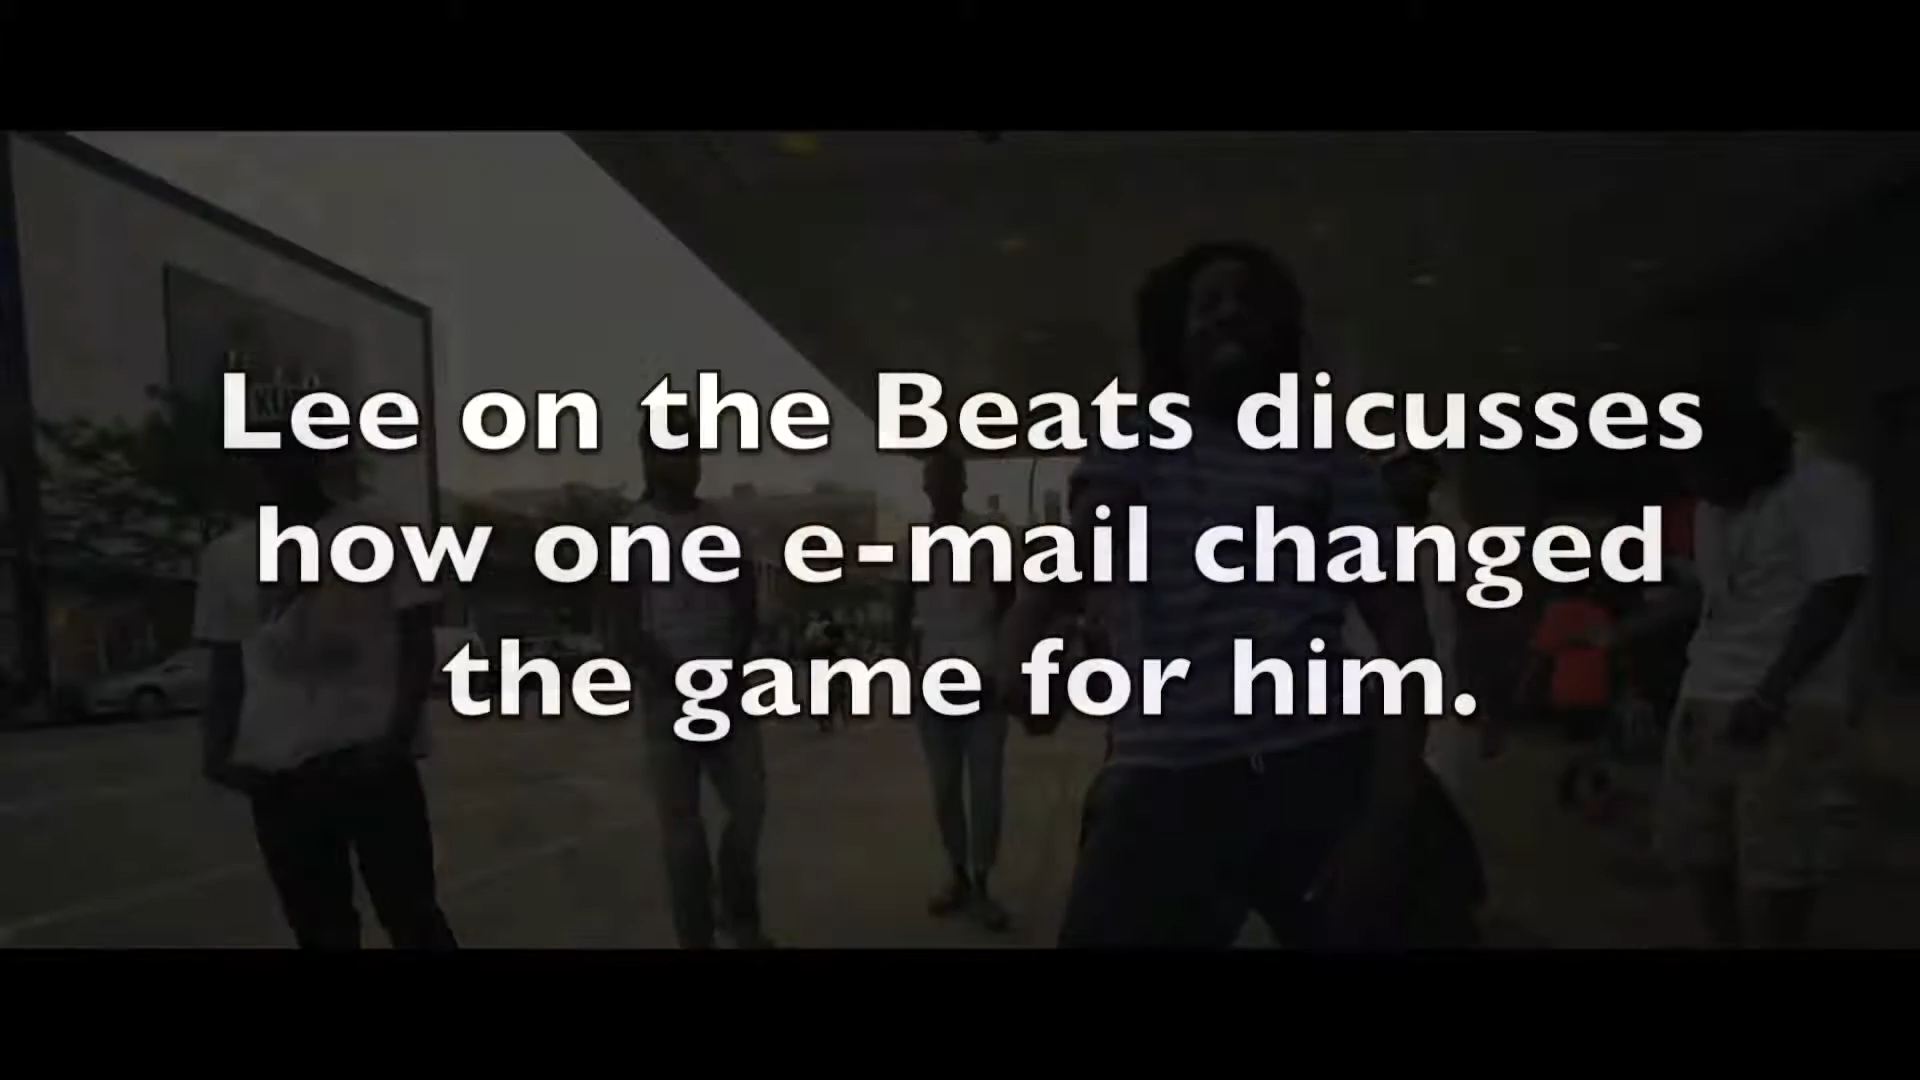 Lee on the Beats dicusses
how one e-mail changed
the game for him.